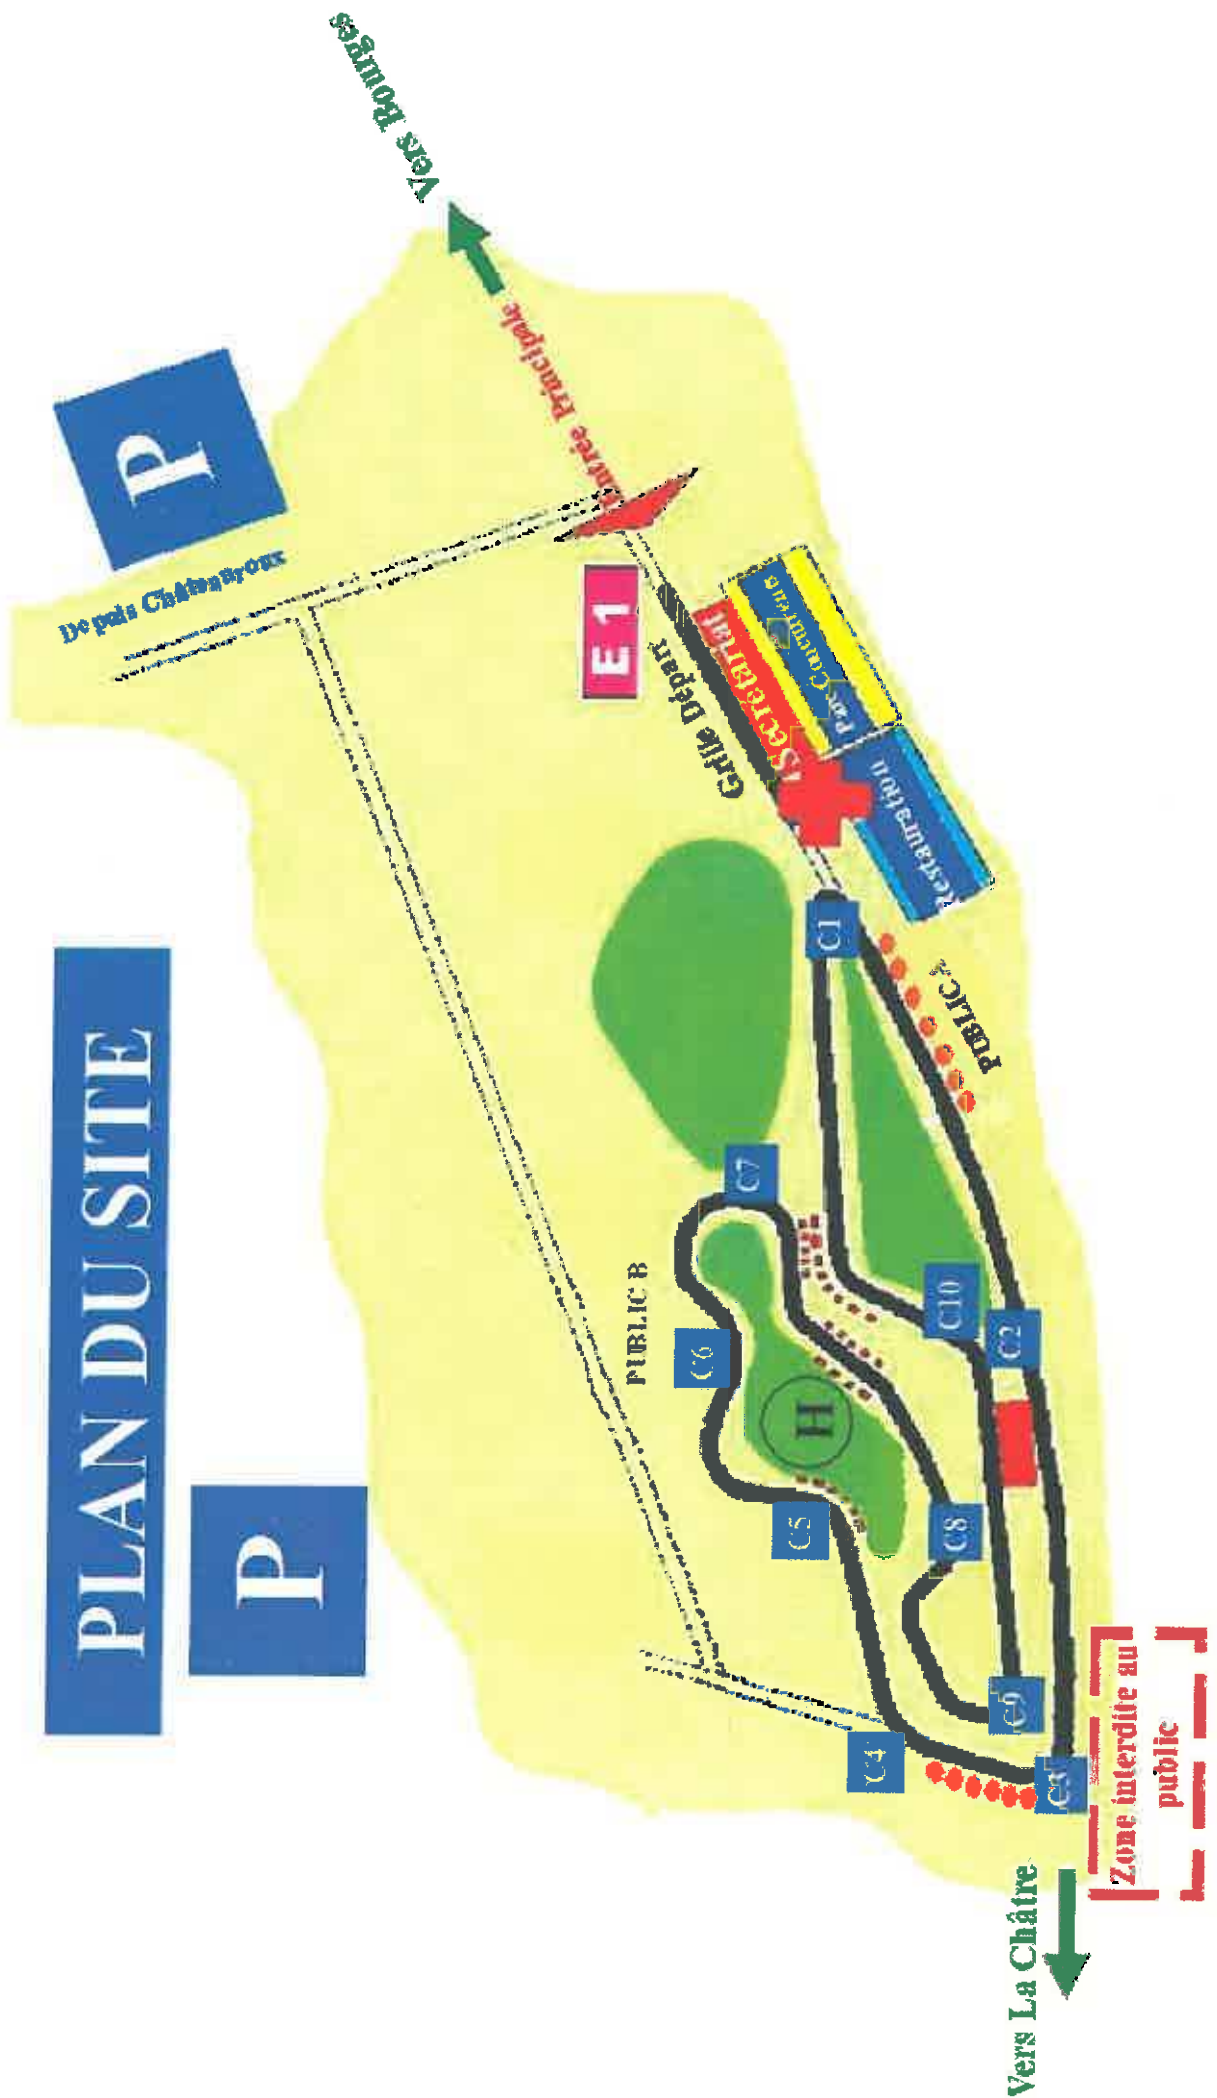 PLAN DU SITE
P
P
Depuis Châteauroux
Vers Bourges
Entrée Principale
E1
Grille Départ
Secrétariat
Parc Concurrents
Restauration
C1
PUBLIC A
C7
PUBLIC B
C6
C10
C2
H
C5
C8
C9
C4
C3
Zone interdite au
public
Vers La Châtre